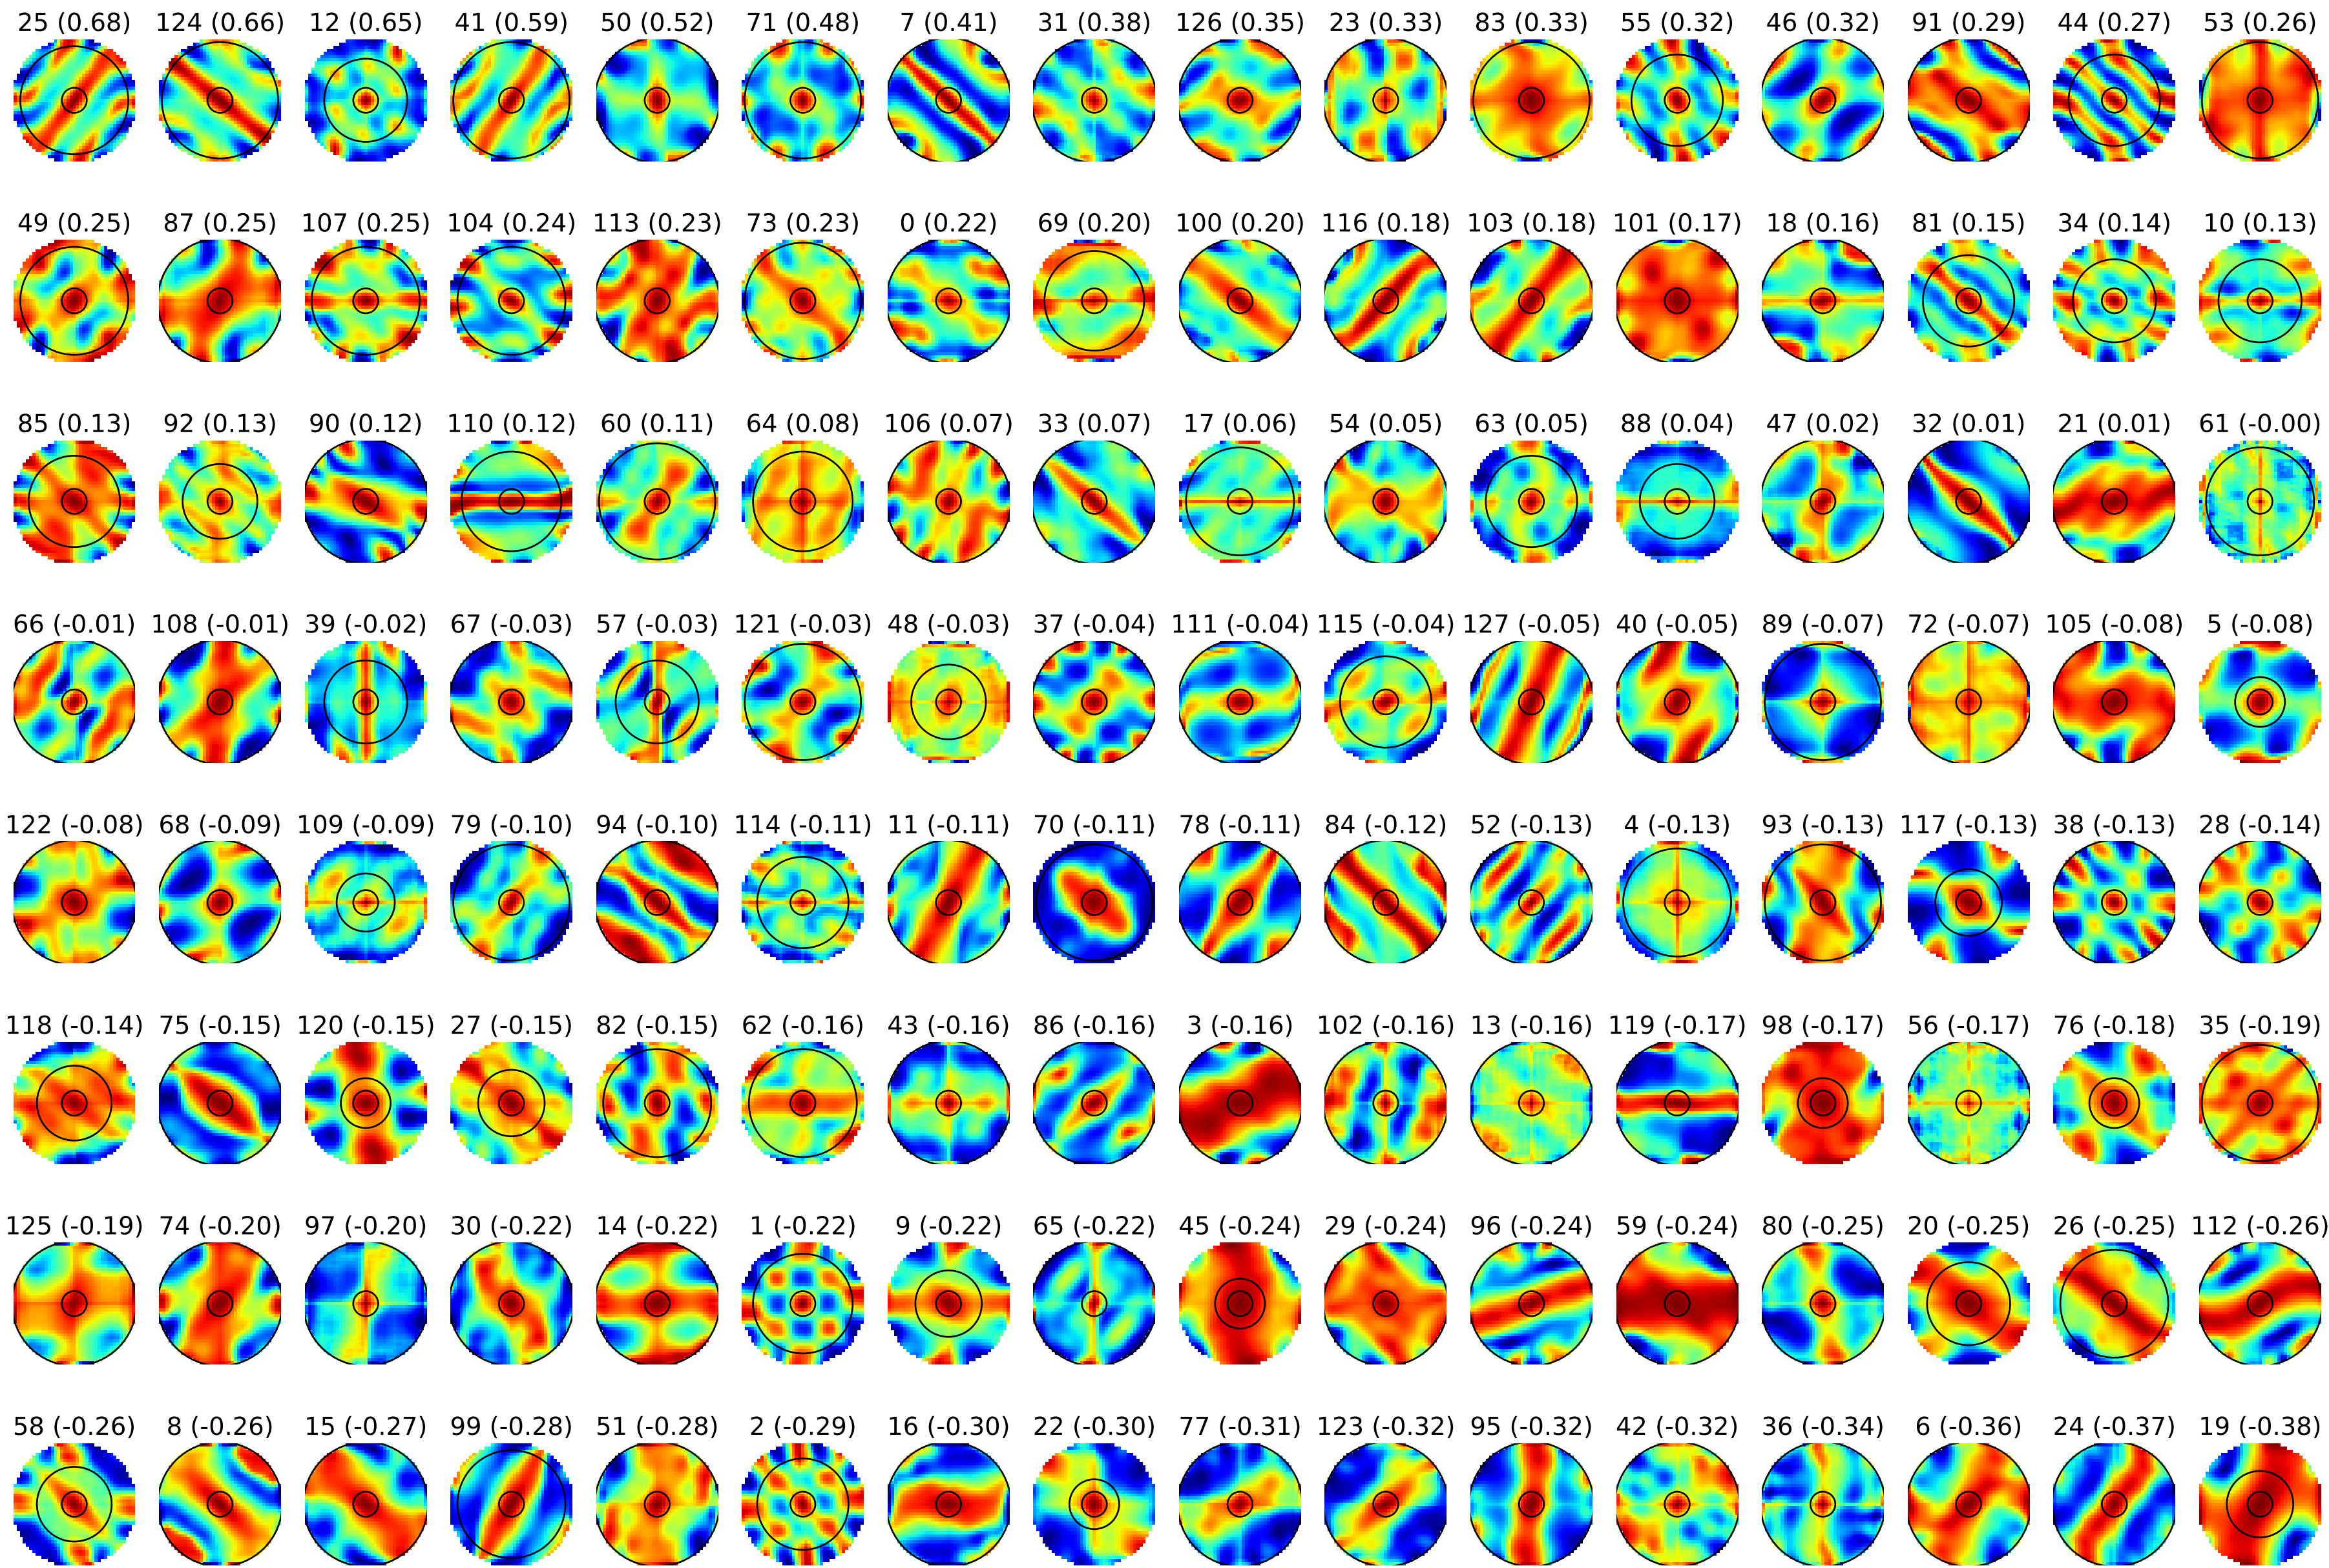 25 (0.68) 124 (0.66) 12 (0.65) 41 (0.59) 50 (0.52) 71 (0.48) 7 (0.41) 31 (0.38) 126 (0.35) 23 (0.33) 83 (0.33) 55 (0.32) 46 (0.32) 91 (0.29) 44 (0.27) 53 (0.26)
49 (0.25) 87 (0.25) 107 (0.25) 104 (0.24) 113 (0.23) 73 (0.23) 0 (0.22) 69 (0.20) 100 (0.20) 116 (0.18) 103 (0.18) 101 (0.17) 18 (0.16) 81 (0.15) 34 (0.14) 10 (0.13)
85 (0.13) 92 (0.13) 90 (0.12) 110 (0.12) 60 (0.11) 64 (0.08) 106 (0.07) 33 (0.07) 17 (0.06) 54 (0.05) 63 (0.05) 88 (0.04) 47 (0.02) 32 (0.01) 21 (0.01) 61 (-0.00)
66 (-0.01) 108 (-0.01) 39 (-0.02) 67 (-0.03) 57 (-0.03) 121 (-0.03) 48 (-0.03) 37 (-0.04) 111 (-0.04) 115 (-0.04) 127 (-0.05) 40 (-0.05) 89 (-0.07) 72 (-0.07) 105 (-0.08) 5 (-0.08)
122 (-0.08) 68 (-0.09) 109 (-0.09) 79 (-0.10) 94 (-0.10) 114 (-0.11) 11 (-0.11) 70 (-0.11) 78 (-0.11) 84 (-0.12) 52 (-0.13) 4 (-0.13) 93 (-0.13) 117 (-0.13) 38 (-0.13) 28 (-0.14)
118 (-0.14) 75 (-0.15) 120 (-0.15) 27 (-0.15) 82 (-0.15) 62 (-0.16) 43 (-0.16) 86 (-0.16) 3 (-0.16) 102 (-0.16) 13 (-0.16) 119 (-0.17) 98 (-0.17) 56 (-0.17) 76 (-0.18) 35 (-0.19)
125 (-0.19) 74 (-0.20) 97 (-0.20) 30 (-0.22) 14 (-0.22) 1 (-0.22) 9 (-0.22) 65 (-0.22) 45 (-0.24) 29 (-0.24) 96 (-0.24) 59 (-0.24) 80 (-0.25) 20 (-0.25) 26 (-0.25) 112 (-0.26)
58 (-0.26) 8 (-0.26) 15 (-0.27) 99 (-0.28) 51 (-0.28) 2 (-0.29) 16 (-0.30) 22 (-0.30) 77 (-0.31) 123 (-0.32) 95 (-0.32) 42 (-0.32) 36 (-0.34) 6 (-0.36) 24 (-0.37) 19 (-0.38)